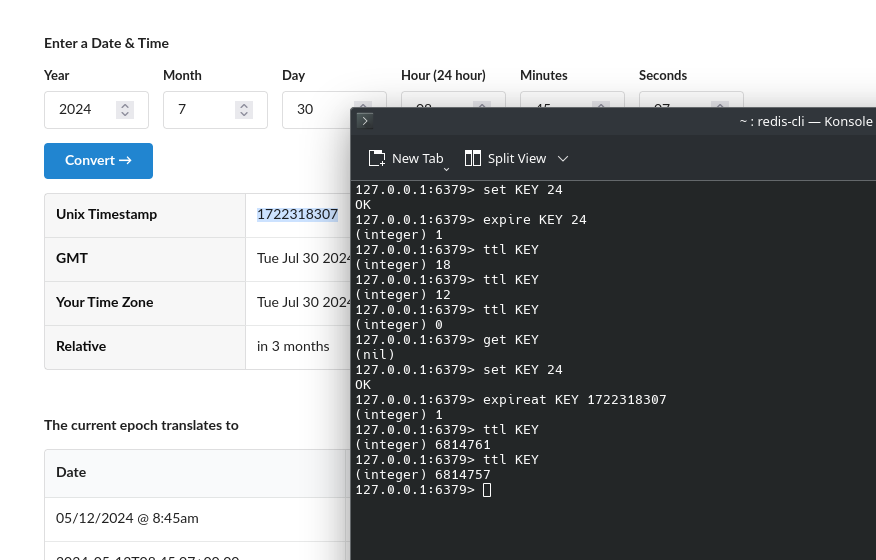 Enter a Date & Time
Year Month Day Hour (24 hour) Minutes Seconds
2024 7 30
Convert →
Unix Timestamp 1722318307
GMT Tue Jul 30 2024
Your Time Zone Tue Jul 30 2024
Relative in 3 months
The current epoch translates to
Date
05/12/2024 @ 8:45am
~ : redis-cli — Konsole
New Tab Split View
127.0.0.1:6379> set KEY 24
OK
127.0.0.1:6379> expire KEY 24
(integer) 1
127.0.0.1:6379> ttl KEY
(integer) 18
127.0.0.1:6379> ttl KEY
(integer) 12
127.0.0.1:6379> ttl KEY
(integer) 0
127.0.0.1:6379> get KEY
(nil)
127.0.0.1:6379> set KEY 24
OK
127.0.0.1:6379> expireat KEY 1722318307
(integer) 1
127.0.0.1:6379> ttl KEY
(integer) 6814761
127.0.0.1:6379> ttl KEY
(integer) 6814757
127.0.0.1:6379>